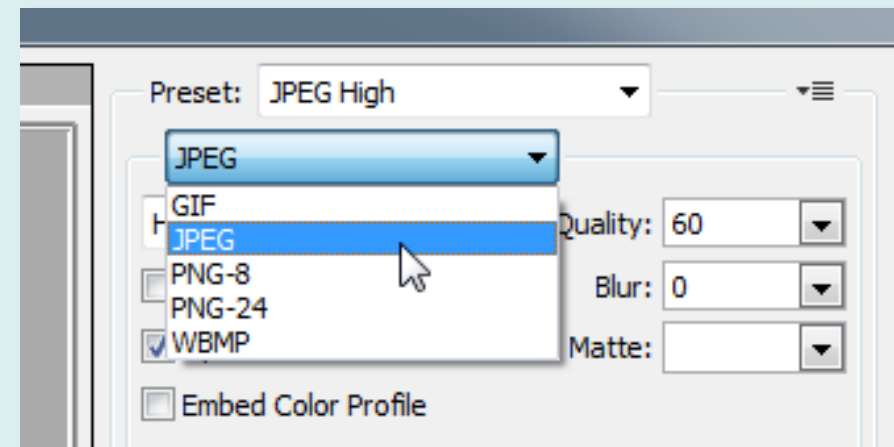 Preset: JPEG High
JPEG
GIF
JPEG
Quality: 60
PNG-8
Blur: 0
PNG-24
WBMP
Matte:
Embed Color Profile